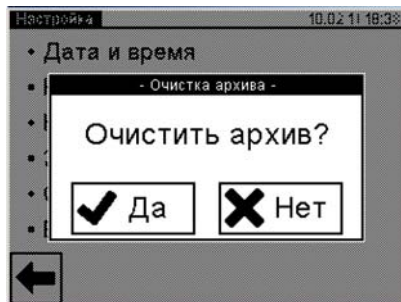 Настройка 10.02.11 18:38
• Дата и время
- Очистка архива -
Очистить архив?
Да Нет